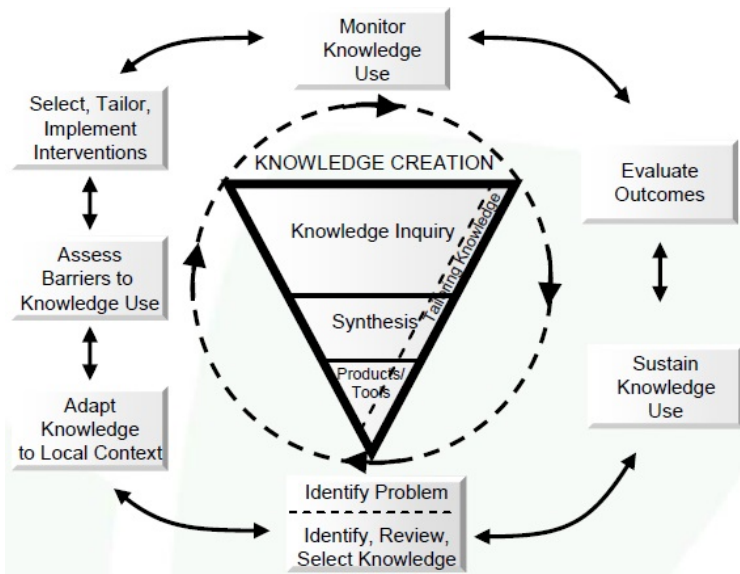 Monitor
Knowledge
Use
Select, Tailor,
Implement
Interventions
KNOWLEDGE CREATION
Evaluate
Outcomes
Knowledge Inquiry
Tailoring Knowledge
Assess
Barriers to
Knowledge Use
Synthesis
Products/
Tools
Sustain
Knowledge
Use
Adapt
Knowledge
to Local Context
Identify Problem
Identify, Review,
Select Knowledge